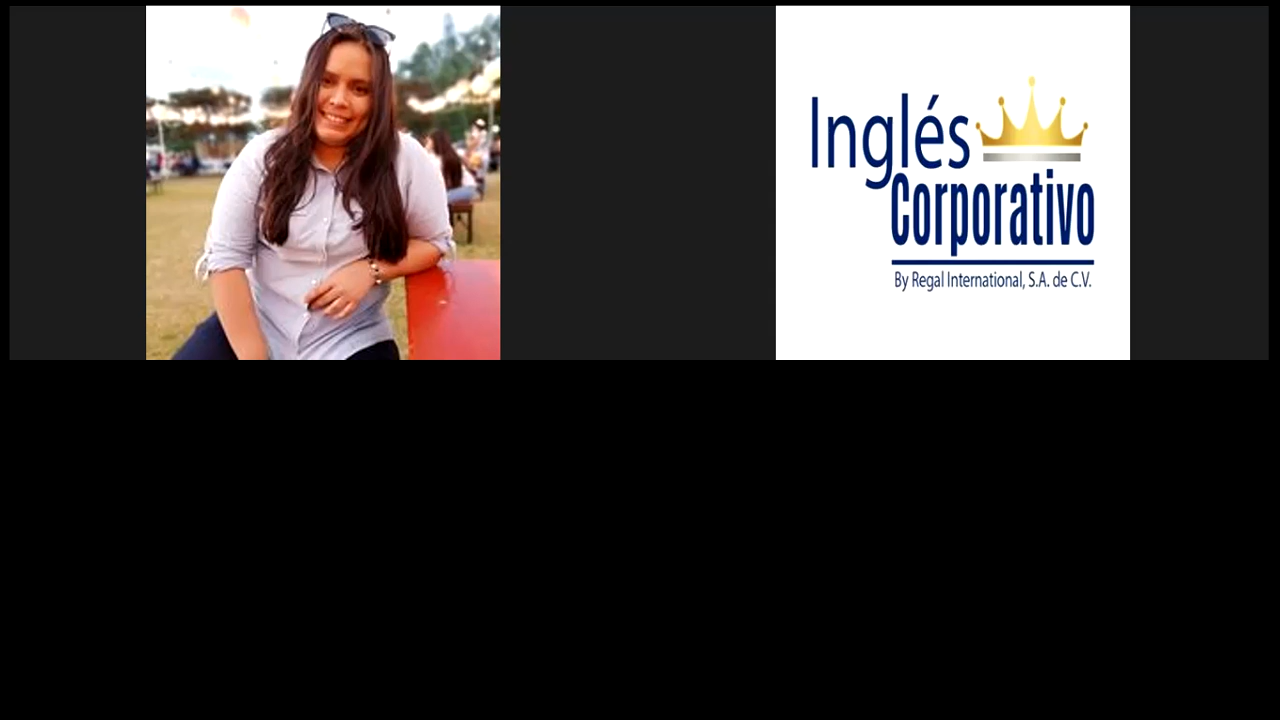 Inglés
Corporativo
By Regal International, S.A. de C.V.